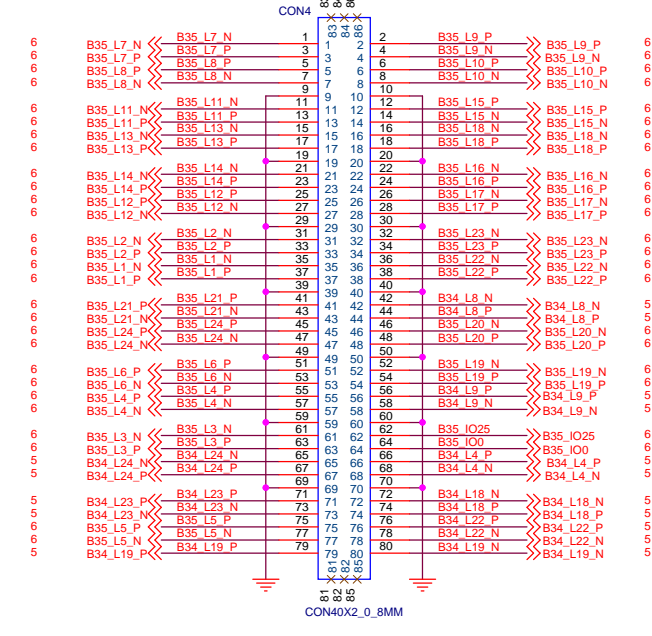 83 84 86
CON4
83 84 86
6 B35_L7_N B35_L7_N 1 1 2 2 B35_L9_P B35_L9_P 6
6 B35_L7_P B35_L7_P 3 3 4 4 B35_L9_N B35_L9_N 6
6 B35_L8_P B35_L8_P 5 5 6 6 B35_L10_P B35_L10_P 6
6 B35_L8_N B35_L8_N 7 7 8 8 B35_L10_N B35_L10_N 6
9 9 10 10
6 B35_L11_N B35_L11_N 11 11 12 12 B35_L15_P B35_L15_P 6
6 B35_L11_P B35_L11_P 13 13 14 14 B35_L15_N B35_L15_N 6
6 B35_L13_N B35_L13_N 15 15 16 16 B35_L18_N B35_L18_N 6
6 B35_L13_P B35_L13_P 17 17 18 18 B35_L18_P B35_L18_P 6
19 19 20 20
6 B35_L14_N B35_L14_N 21 21 22 22 B35_L16_N B35_L16_N 6
6 B35_L14_P B35_L14_P 23 23 24 24 B35_L16_P B35_L16_P 6
6 B35_L12_P B35_L12_P 25 25 26 26 B35_L17_N B35_L17_N 6
6 B35_L12_N B35_L12_N 27 27 28 28 B35_L17_P B35_L17_P 6
29 29 30 30
6 B35_L2_N B35_L2_N 31 31 32 32 B35_L23_N B35_L23_N 6
6 B35_L2_P B35_L2_P 33 33 34 34 B35_L23_P B35_L23_P 6
6 B35_L1_N B35_L1_N 35 35 36 36 B35_L22_N B35_L22_N 6
6 B35_L1_P B35_L1_P 37 37 38 38 B35_L22_P B35_L22_P 6
39 39 40 40
6 B35_L21_P B35_L21_P 41 41 42 42 B34_L8_N B34_L8_N 5
6 B35_L21_N B35_L21_N 43 43 44 44 B34_L8_P B34_L8_P 5
6 B35_L24_P B35_L24_P 45 45 46 46 B35_L20_N B35_L20_N 6
6 B35_L24_N B35_L24_N 47 47 48 48 B35_L20_P B35_L20_P 6
49 49 50 50
6 B35_L6_P B35_L6_P 51 51 52 52 B35_L19_N B35_L19_N 6
6 B35_L6_N B35_L6_N 53 53 54 54 B35_L19_P B35_L19_P 6
6 B35_L4_P B35_L4_P 55 55 56 56 B34_L9_P B34_L9_P 5
6 B35_L4_N B35_L4_N 57 57 58 58 B34_L9_N B34_L9_N 5
59 59 60 60
6 B35_L3_N B35_L3_N 61 61 62 62 B35_IO25 B35_IO25 6
6 B35_L3_P B35_L3_P 63 63 64 64 B35_IO0 B35_IO0 6
5 B34_L24_N B34_L24_N 65 65 66 66 B34_L4_P B34_L4_P 5
5 B34_L24_P B34_L24_P 67 67 68 68 B34_L4_N B34_L4_N 5
69 69 70 70
5 B34_L23_P B34_L23_P 71 71 72 72 B34_L18_N B34_L18_N 5
5 B34_L23_N B34_L23_N 73 73 74 74 B34_L18_P B34_L18_P 5
6 B35_L5_P B35_L5_P 75 75 76 76 B34_L22_P B34_L22_P 5
6 B35_L5_N B35_L5_N 77 77 78 78 B34_L22_N B34_L22_N 5
5 B34_L19_P B34_L19_P 79 79 80 80 B34_L19_N B34_L19_N 5
81 82 85
81 82 85
CON40X2_0_8MM